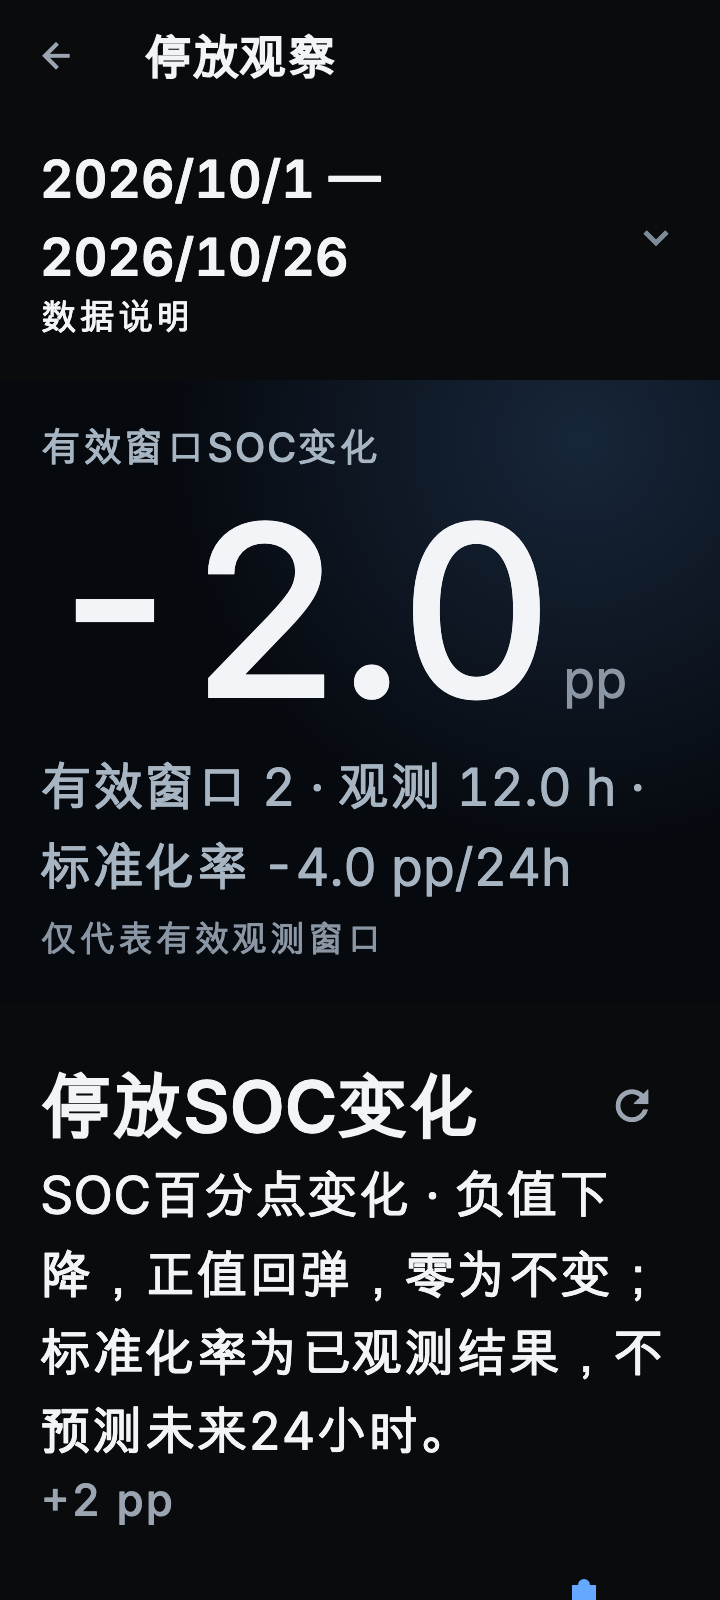 停放观察
2026/10/1 —
2026/10/26
数据说明
有效窗口SOC变化
-2.0 pp
有效窗口 2 · 观测 12.0 h ·
标准化率 -4.0 pp/24h
仅代表有效观测窗口
停放SOC变化
SOC百分点变化 · 负值下
降，正值回弹，零为不变；
标准化率为已观测结果，不
预测未来24小时。
+2 pp